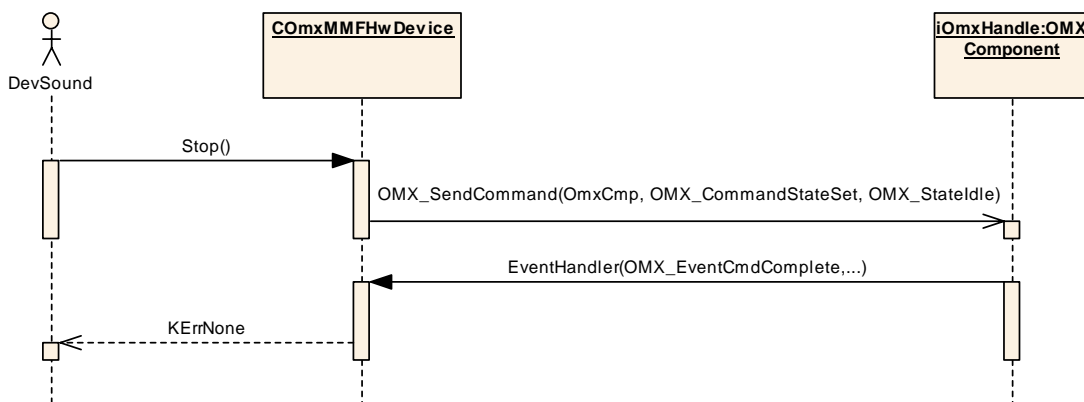 COmxMMFHwDevice
iOmxHandle:OMX
Component
DevSound
Stop()
OMX_SendCommand(OmxCmp, OMX_CommandStateSet, OMX_StateIdle)
EventHandler(OMX_EventCmdComplete,...)
KErrNone